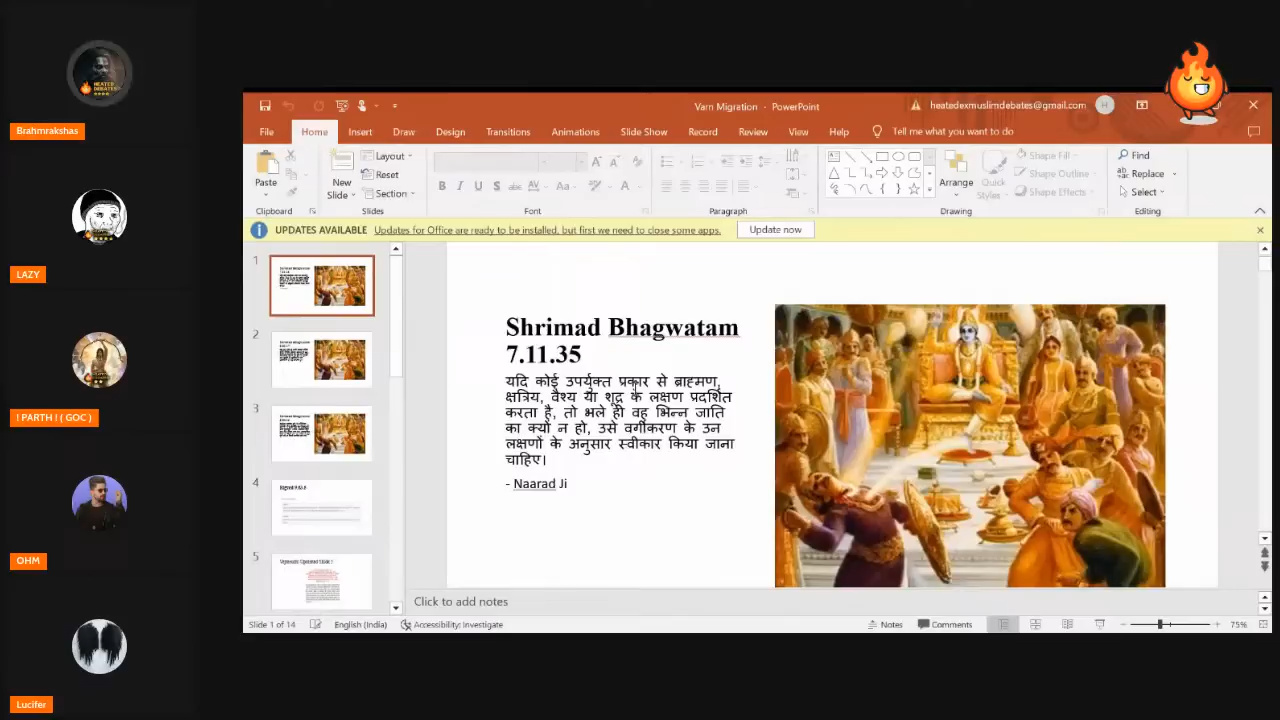 Brahmrakshas
LAZY
! PARTH ! ( GOC )
OHM
Lucifer
Varn Migration - PowerPoint
heatedexmuslimdebates@gmail.com
H
File Home Insert Draw Design Transitions Animations Slide Show Record Review View Help Tell me what you want to do
Paste
New Slide
Layout
Reset
Section
Arrange
Quick Styles
Shape Fill
Shape Outline
Shape Effects
Find
Replace
Select
Clipboard Slides Font Paragraph Drawing Editing
UPDATES AVAILABLE Updates for Office are ready to be installed, but first we need to close some apps. Update now
1
2
3
4
5
Shrimad Bhagwatam
7.11.35
यदि कोई उपर्युक्त प्रकार से ब्राह्मण,
क्षत्रिय, वैश्य या शूद्र के लक्षण प्रदर्शित
करता है, तो भले ही वह भिन्न जाति
का क्यों न हो, उसे वर्गीकरण के उन
लक्षणों के अनुसार स्वीकार किया जाना
चाहिए।
- Naarad Ji
Click to add notes
Slide 1 of 14 English (India) Accessibility: Investigate Notes Comments 75%